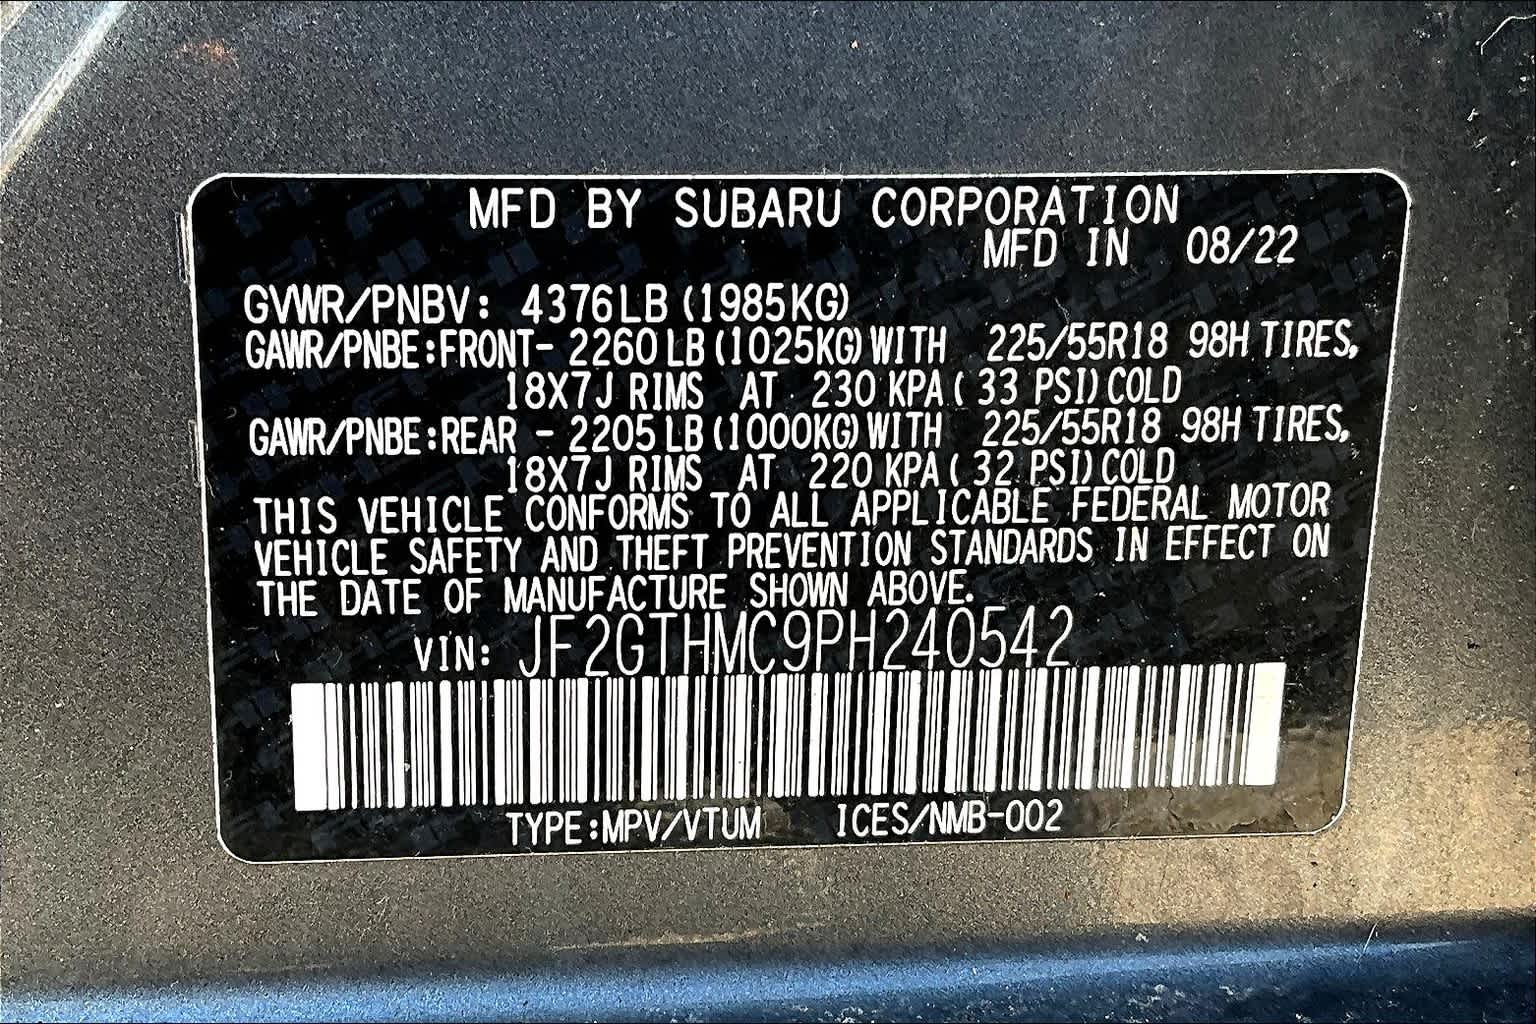 MFD BY SUBARU CORPORATION
MFD IN 08/22
GVWR/PNBV: 4376LB (1985KG)
GAWR/PNBE:FRONT- 2260 LB (1025KG) WITH 225/55R18 98H TIRES,
18X7J RIMS AT 230 KPA ( 33 PSI) COLD
GAWR/PNBE:REAR - 2205 LB (1000KG) WITH 225/55R18 98H TIRES,
18X7J RIMS AT 220 KPA ( 32 PSI) COLD
THIS VEHICLE CONFORMS TO ALL APPLICABLE FEDERAL MOTOR
VEHICLE SAFETY AND THEFT PREVENTION STANDARDS IN EFFECT ON
THE DATE OF MANUFACTURE SHOWN ABOVE.
VIN: JF2GTHMC9PH240542
TYPE:MPV/VTUM ICES/NMB-002